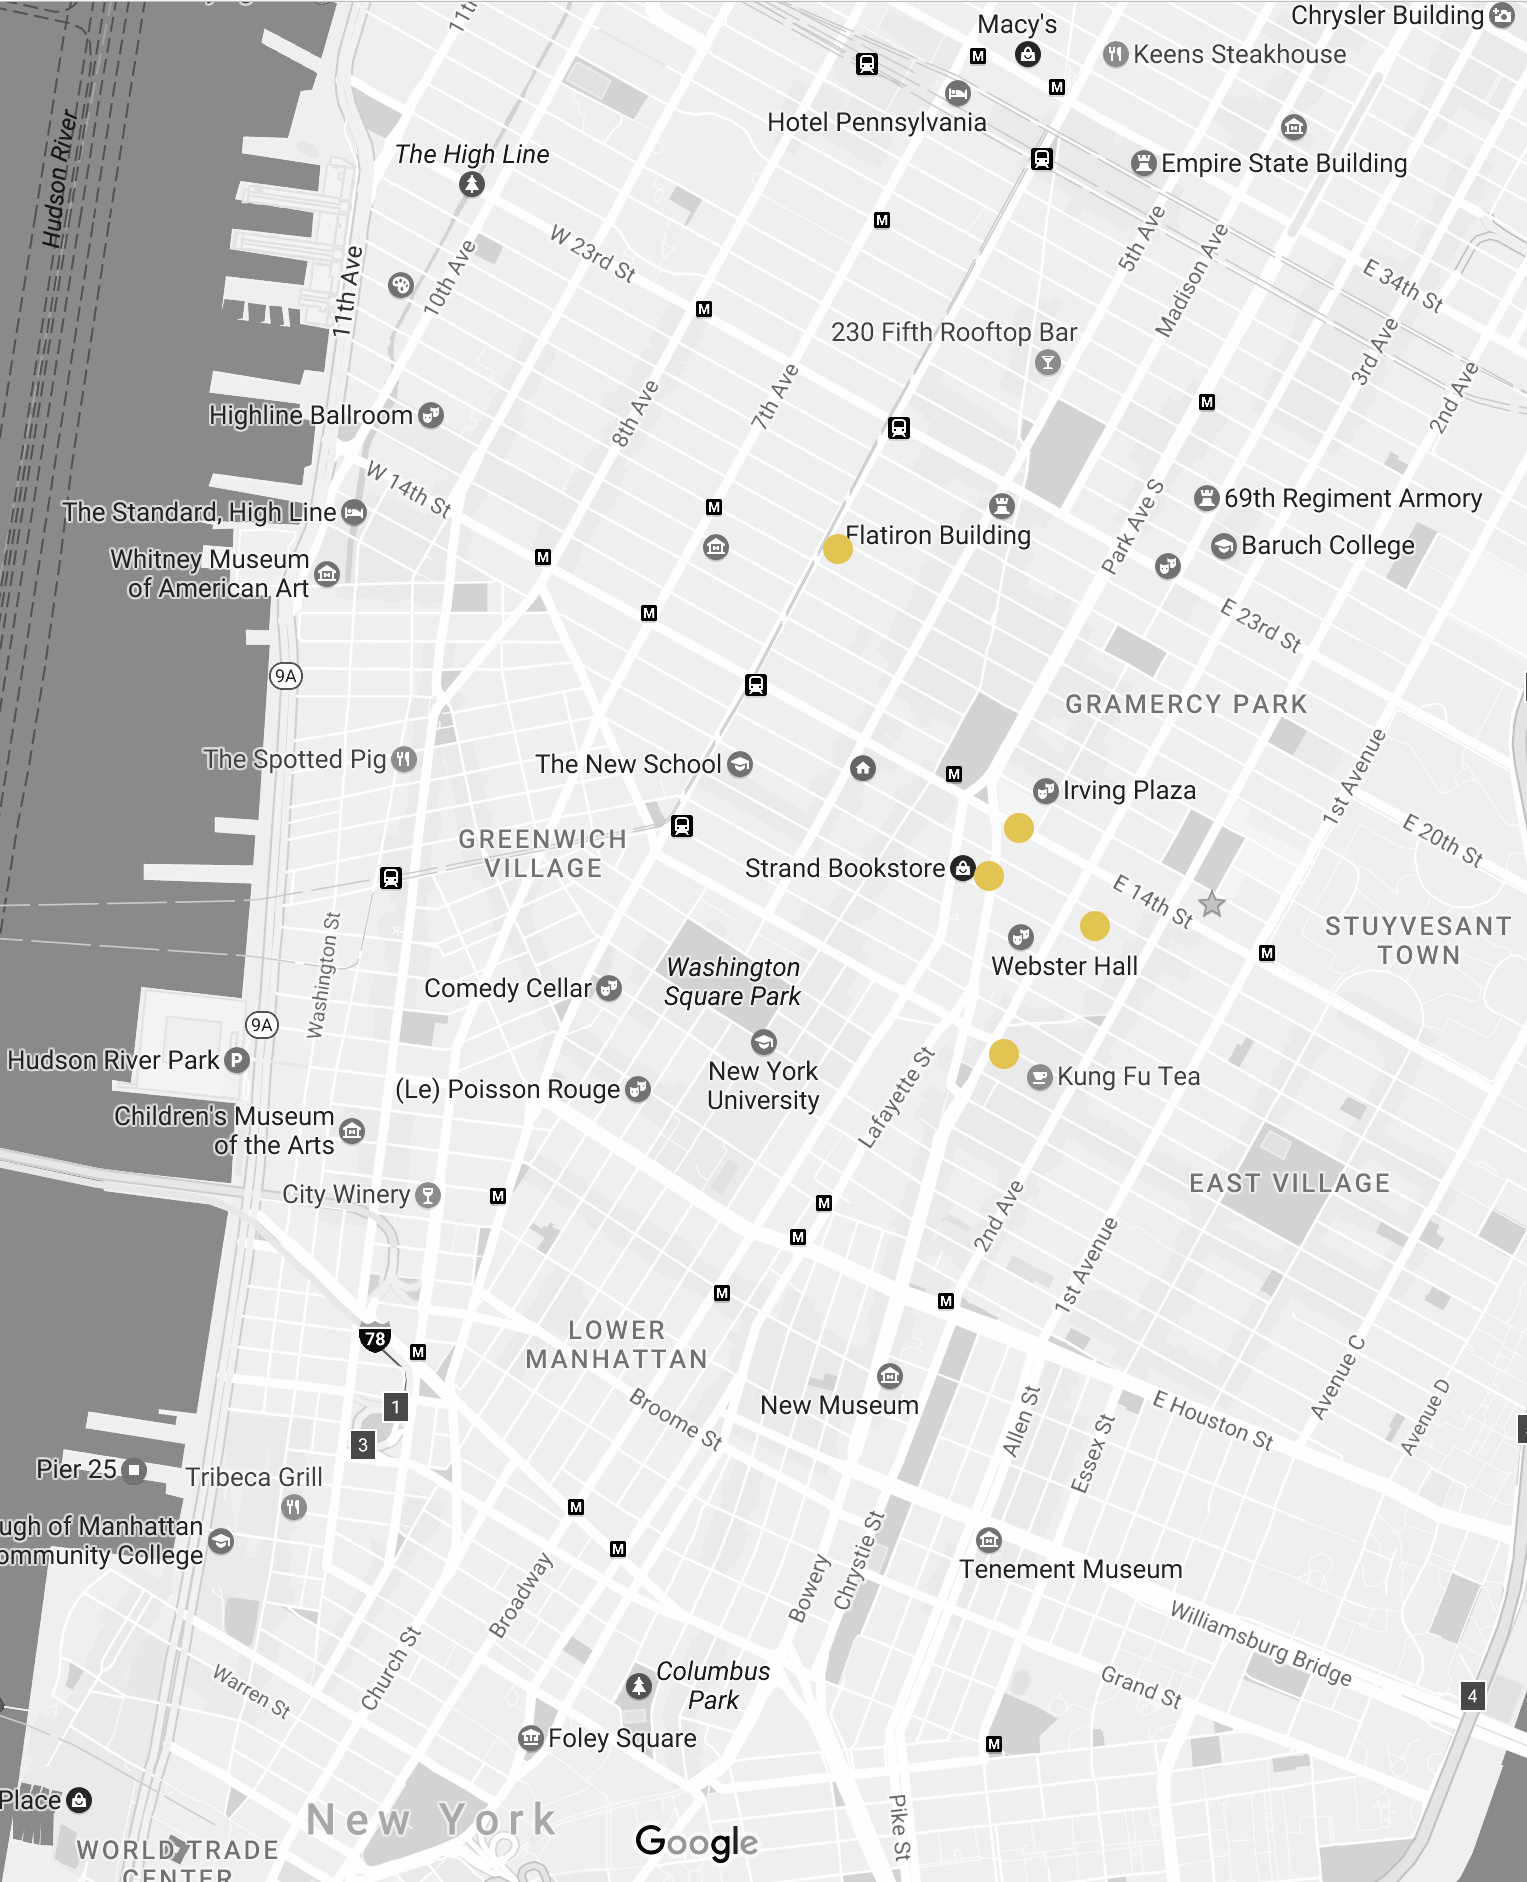 Macy's
Chrysler Building
Keens Steakhouse
M
M
Hotel Pennsylvania
Hudson River
The High Line
Empire State Building
M
W 23rd St
5th Ave
Madison Ave
E 34th St
11th Ave
10th Ave
M
230 Fifth Rooftop Bar
3rd Ave
2nd Ave
7th Ave
8th Ave
M
Highline Ballroom
W 14th St
The Standard, High Line
M
69th Regiment Armory
Park Ave S
Flatiron Building
Baruch College
Whitney Museum
of American Art
M
M
E 23rd St
9A
GRAMERCY PARK
The Spotted Pig
The New School
M
Irving Plaza
1st Avenue
E 20th St
GREENWICH
VILLAGE
Strand Bookstore
E 14th St
STUYVESANT
TOWN
M
Washington St
Washington
Square Park
Webster Hall
Comedy Cellar
9A
Hudson River Park
P
New York
University
Kung Fu Tea
(Le) Poisson Rouge
Lafayette St
Children's Museum
of the Arts
EAST VILLAGE
City Winery
M
M
M
2nd Ave
1st Avenue
M
M
LOWER
MANHATTAN
78
M
1
3
New Museum
Broome St
Allen St
Essex St
E Houston St
Avenue C
Avenue D
Pier 25
Tribeca Grill
M
ugh of Manhattan
ommunity College
M
Tenement Museum
Broadway
Bowery
Chrystie St
Williamsburg Bridge
Church St
Warren St
Columbus
Park
Grand St
4
Foley Square
M
Place
New York
Google
Pike St
WORLD TRADE
CENTER